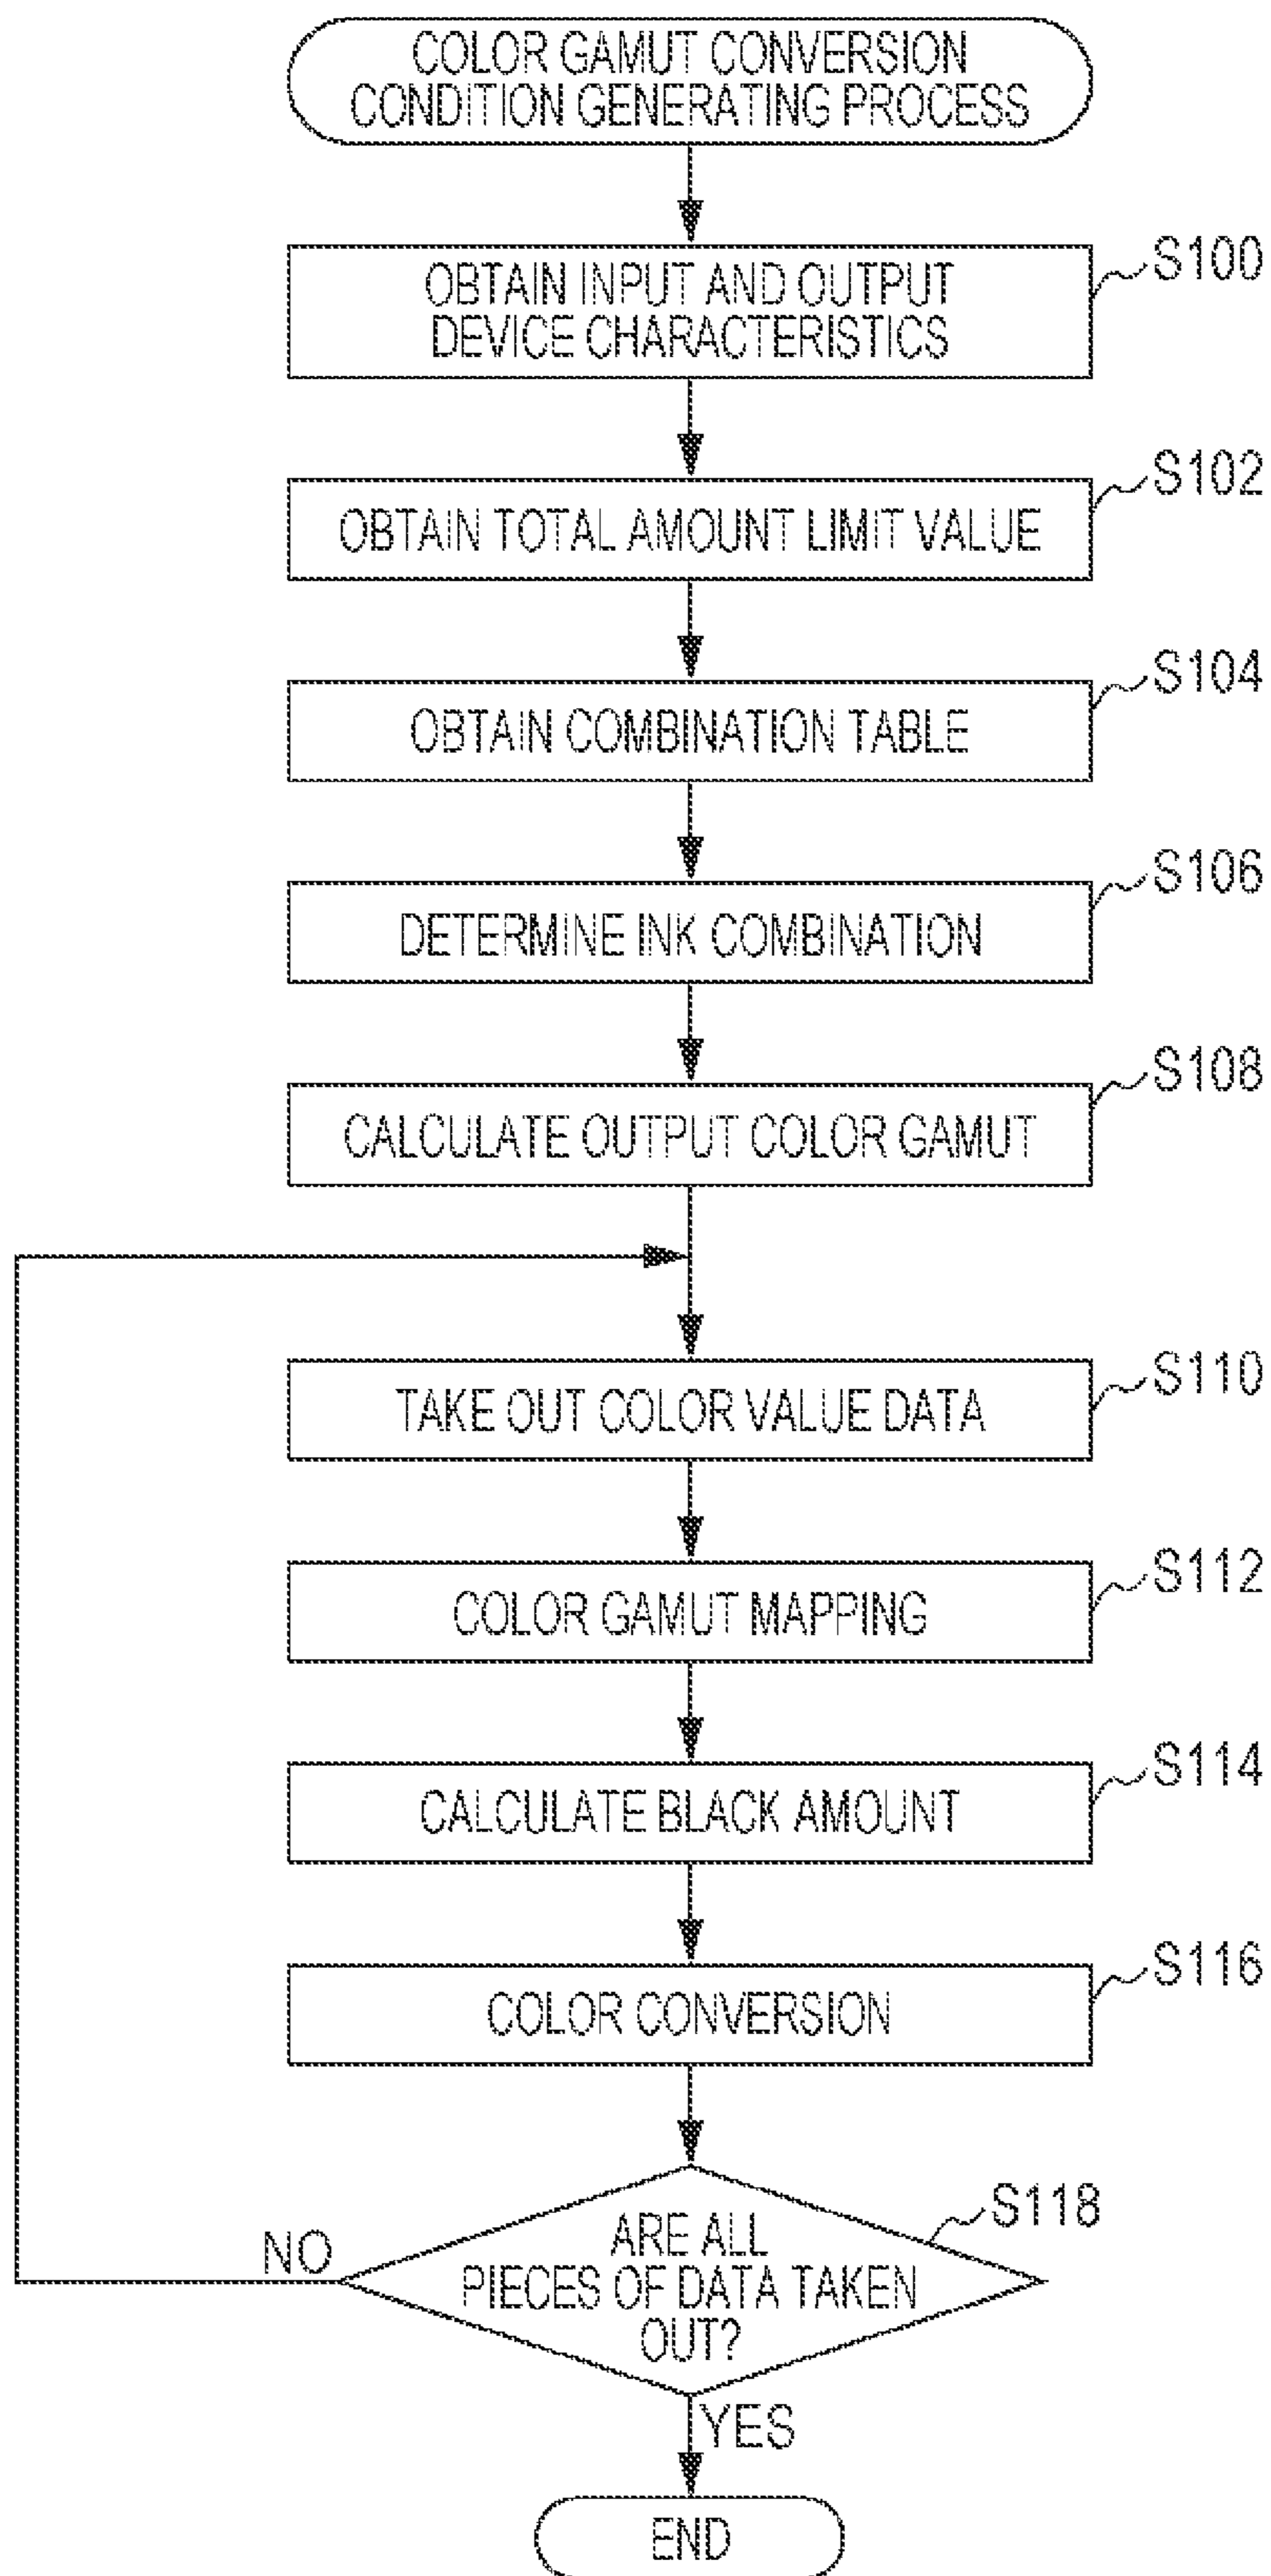 COLOR GAMUT CONVERSION
CONDITION GENERATING PROCESS
S100
OBTAIN INPUT AND OUTPUT
DEVICE CHARACTERISTICS
S102
OBTAIN TOTAL AMOUNT LIMIT VALUE
S104
OBTAIN COMBINATION TABLE
S106
DETERMINE INK COMBINATION
S108
CALCULATE OUTPUT COLOR GAMUT
S110
TAKE OUT COLOR VALUE DATA
S112
COLOR GAMUT MAPPING
S114
CALCULATE BLACK AMOUNT
S116
COLOR CONVERSION
S118
ARE ALL
PIECES OF DATA TAKEN
OUT?
NO
YES
END